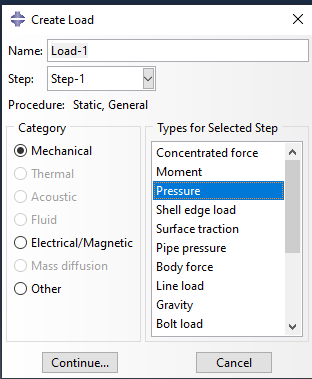 Create Load
Name: Load-1
Step: Step-1
Procedure: Static, General
Category
Mechanical
Thermal
Acoustic
Fluid
Electrical/Magnetic
Mass diffusion
Other
Types for Selected Step
Concentrated force
Moment
Pressure
Shell edge load
Surface traction
Pipe pressure
Body force
Line load
Gravity
Bolt load
Continue...
Cancel